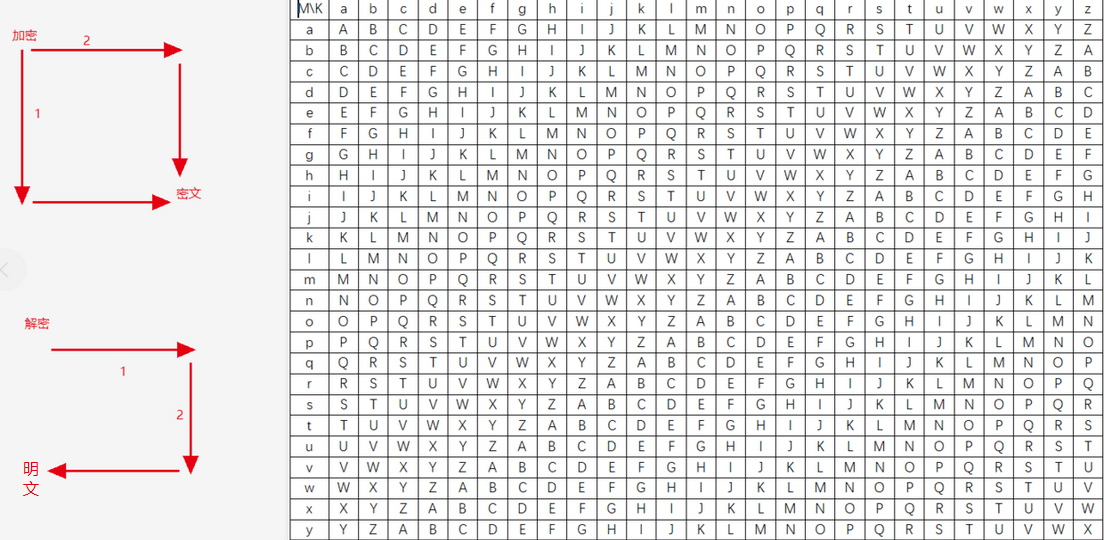 加密
2
1
密文
解密
1
2
明
文
M\K a b c d e f g h i j k l m n o p q r s t u v w x y z
a A B C D E F G H I J K L M N O P Q R S T U V W X Y Z
b B C D E F G H I J K L M N O P Q R S T U V W X Y Z A
c C D E F G H I J K L M N O P Q R S T U V W X Y Z A B
d D E F G H I J K L M N O P Q R S T U V W X Y Z A B C
e E F G H I J K L M N O P Q R S T U V W X Y Z A B C D
f F G H I J K L M N O P Q R S T U V W X Y Z A B C D E
g G H I J K L M N O P Q R S T U V W X Y Z A B C D E F
h H I J K L M N O P Q R S T U V W X Y Z A B C D E F G
i I J K L M N O P Q R S T U V W X Y Z A B C D E F G H
j J K L M N O P Q R S T U V W X Y Z A B C D E F G H I
k K L M N O P Q R S T U V W X Y Z A B C D E F G H I J
l L M N O P Q R S T U V W X Y Z A B C D E F G H I J K
m M N O P Q R S T U V W X Y Z A B C D E F G H I J K L
n N O P Q R S T U V W X Y Z A B C D E F G H I J K L M
o O P Q R S T U V W X Y Z A B C D E F G H I J K L M N
p P Q R S T U V W X Y Z A B C D E F G H I J K L M N O
q Q R S T U V W X Y Z A B C D E F G H I J K L M N O P
r R S T U V W X Y Z A B C D E F G H I J K L M N O P Q
s S T U V W X Y Z A B C D E F G H I J K L M N O P Q R
t T U V W X Y Z A B C D E F G H I J K L M N O P Q R S
u U V W X Y Z A B C D E F G H I J K L M N O P Q R S T
v V W X Y Z A B C D E F G H I J K L M N O P Q R S T U
w W X Y Z A B C D E F G H I J K L M N O P Q R S T U V
x X Y Z A B C D E F G H I J K L M N O P Q R S T U V W
y Y Z A B C D E F G H I J K L M N O P Q R S T U V W X